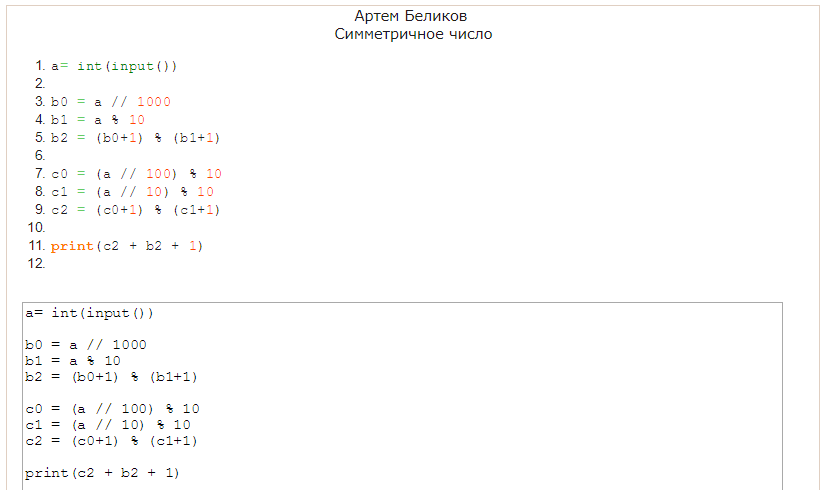 Артем Беликов
Симметричное число
1. a= int(input())
2.
3. b0 = a // 1000
4. b1 = a % 10
5. b2 = (b0+1) % (b1+1)
6.
7. c0 = (a // 100) % 10
8. c1 = (a // 10) % 10
9. c2 = (c0+1) % (c1+1)
10.
11. print(c2 + b2 + 1)
12.
a= int(input())
b0 = a // 1000
b1 = a % 10
b2 = (b0+1) % (b1+1)
c0 = (a // 100) % 10
c1 = (a // 10) % 10
c2 = (c0+1) % (c1+1)
print(c2 + b2 + 1)